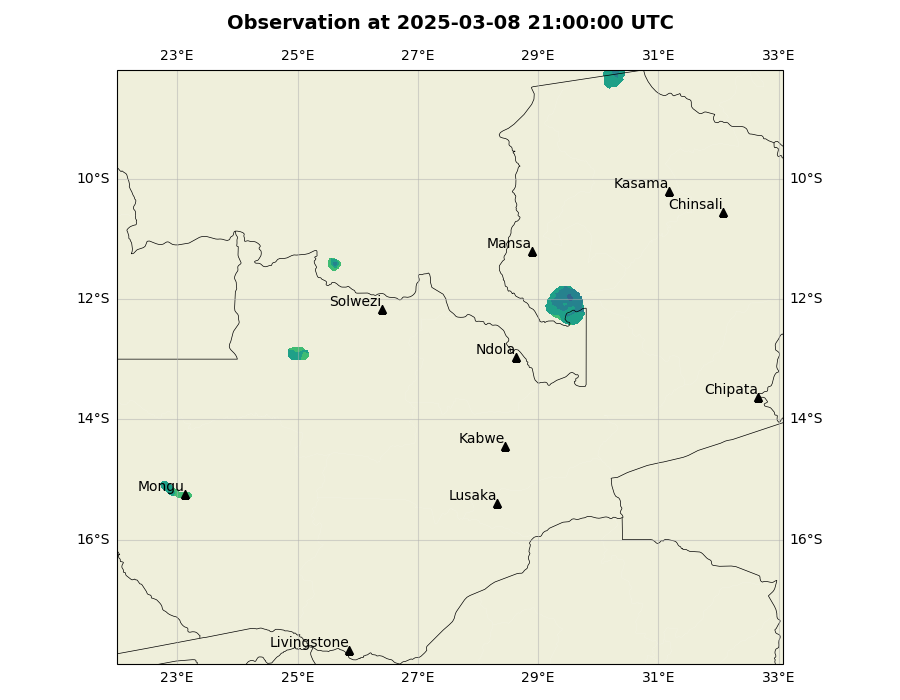 Observation at 2025-03-08 21:00:00 UTC
23°E 25°E 27°E 29°E 31°E 33°E
10°S 10°S
Kasama
Chinsali
Mansa
12°S 12°S
Solwezi
Ndola
Chipata
14°S 14°S
Kabwe
Mongu
Lusaka
16°S 16°S
Livingstone
23°E 25°E 27°E 29°E 31°E 33°E